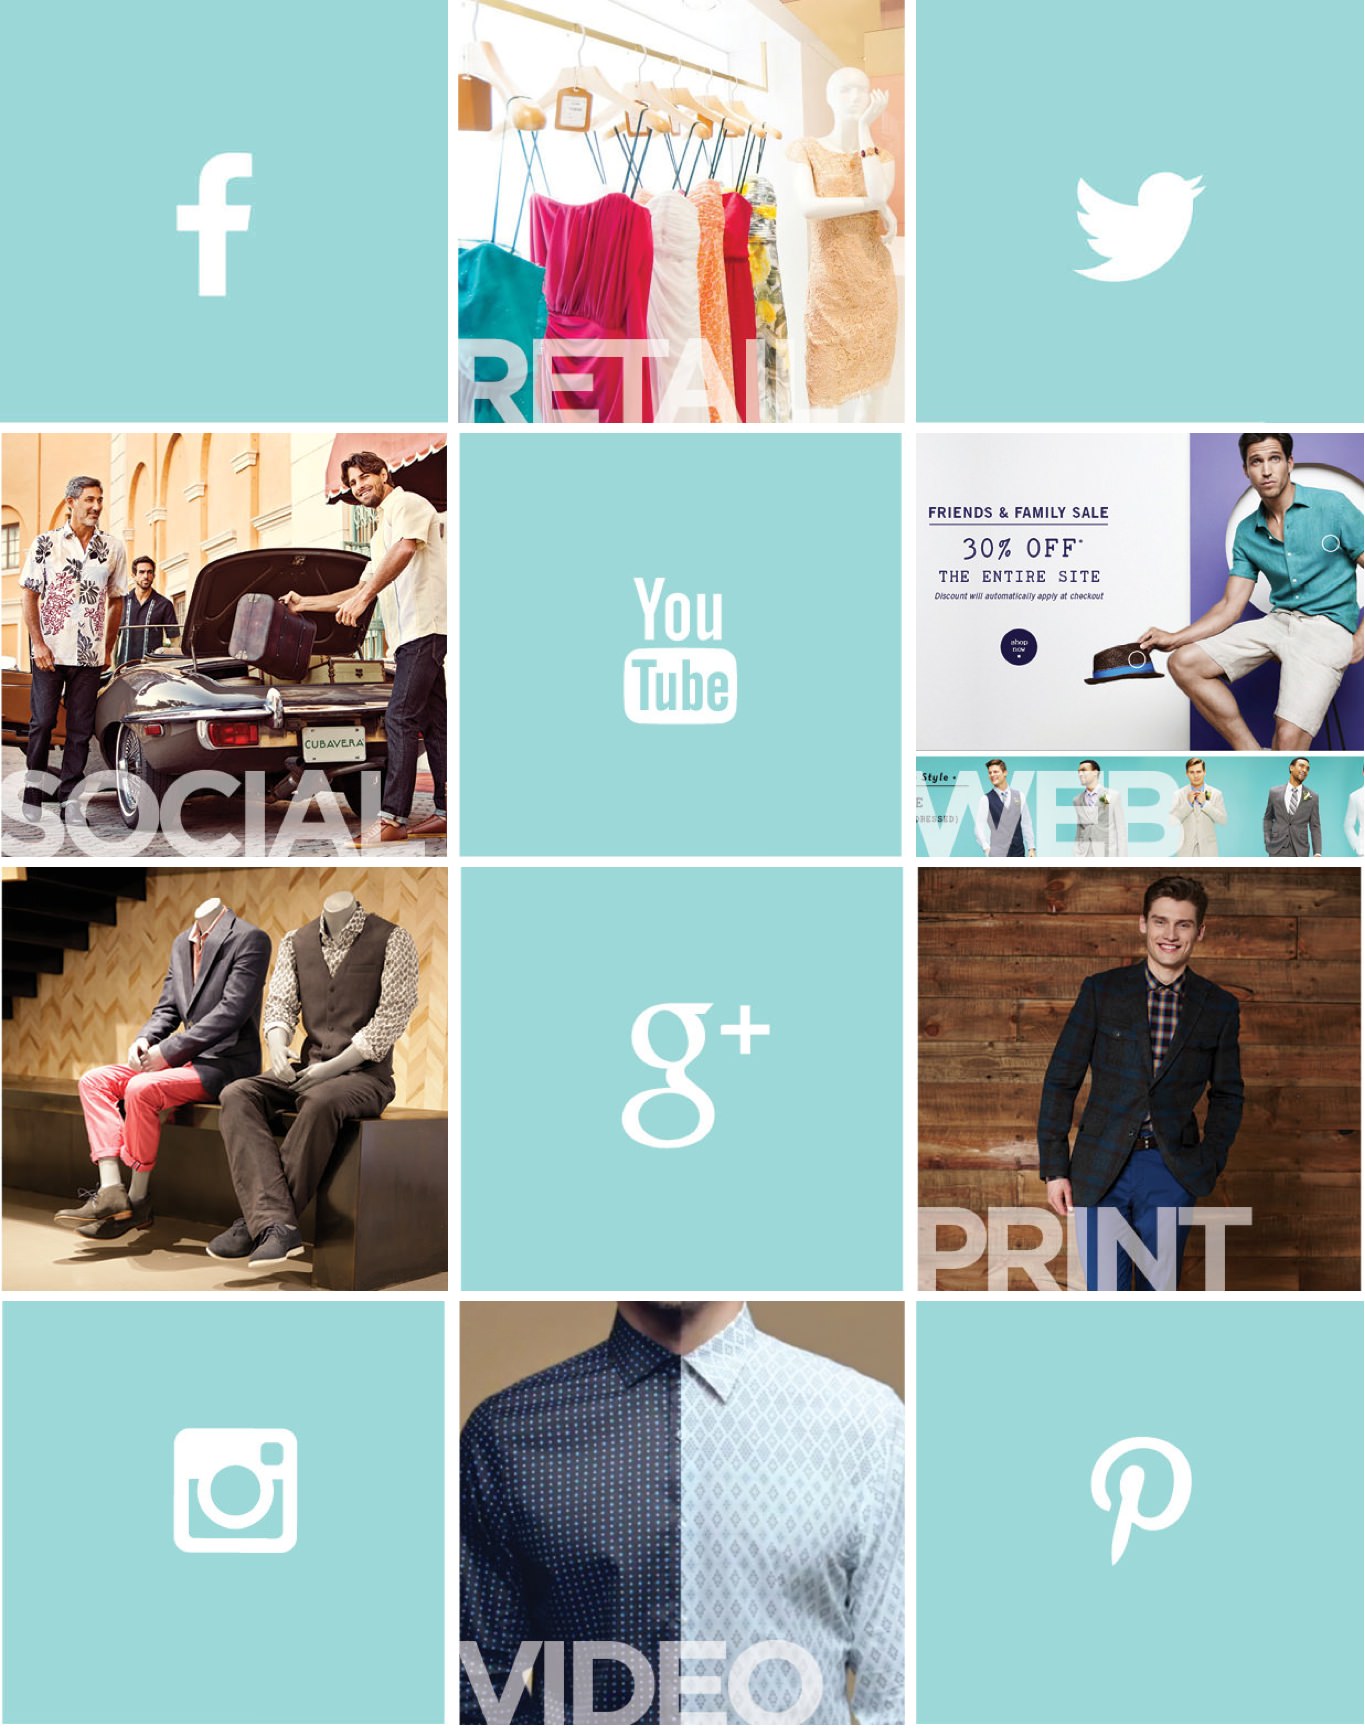 f
RETAIL
CUBAVERA
SOCIAL
You
Tube
FRIENDS & FAMILY SALE
30% OFF*
THE ENTIRE SITE
Discount will automatically apply at checkout
shop
now
Style •
WEB
g+
PRINT
VIDEO